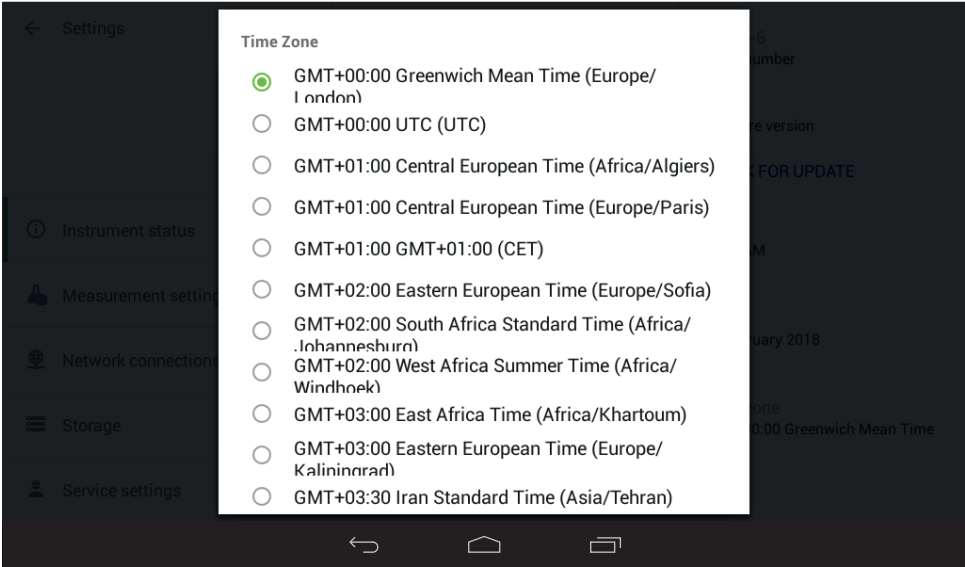 Settings
Instrument status
Measurement setting
Network connections
Storage
Service settings
Time Zone
GMT+00:00 Greenwich Mean Time (Europe/
London)
GMT+00:00 UTC (UTC)
GMT+01:00 Central European Time (Africa/Algiers)
GMT+01:00 Central European Time (Europe/Paris)
GMT+01:00 GMT+01:00 (CET)
GMT+02:00 Eastern European Time (Europe/Sofia)
GMT+02:00 South Africa Standard Time (Africa/
Johannesburg)
GMT+02:00 West Africa Summer Time (Africa/
Windhoek)
GMT+03:00 East Africa Time (Africa/Khartoum)
GMT+03:00 Eastern European Time (Europe/
Kaliningrad)
GMT+03:30 Iran Standard Time (Asia/Tehran)
-6
umber
re version
FOR UPDATE
M
uary 2018
one
0:00 Greenwich Mean Time